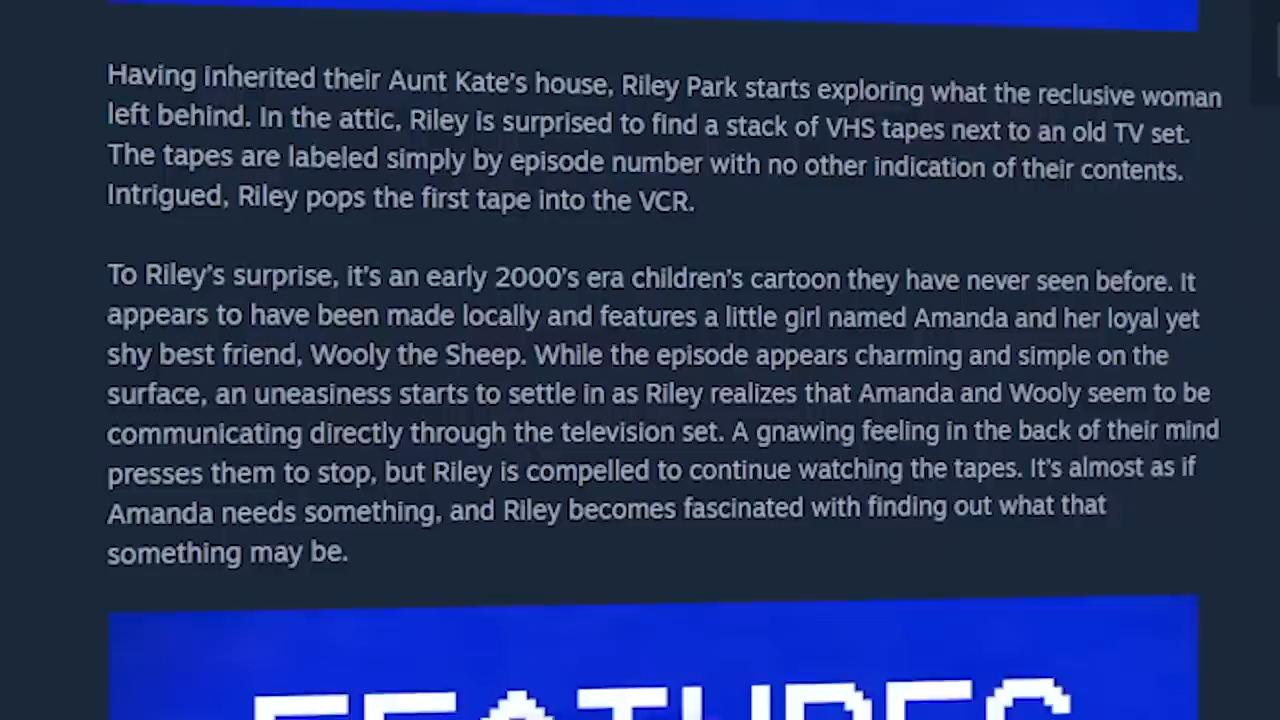 Having inherited their Aunt Kate's house, Riley Park starts exploring what the reclusive woman
left behind. In the attic, Riley is surprised to find a stack of VHS tapes next to an old TV set.
The tapes are labeled simply by episode number with no other indication of their contents.
Intrigued, Riley pops the first tape into the VCR.
To Riley's surprise, it's an early 2000's era children's cartoon they have never seen before. It
appears to have been made locally and features a little girl named Amanda and her loyal yet
shy best friend, Wooly the Sheep. While the episode appears charming and simple on the
surface, an uneasiness starts to settle in as Riley realizes that Amanda and Wooly seem to be
communicating directly through the television set. A gnawing feeling in the back of their mind
presses them to stop, but Riley is compelled to continue watching the tapes. It's almost as if
Amanda needs something, and Riley becomes fascinated with finding out what that
something may be.
FEATURES